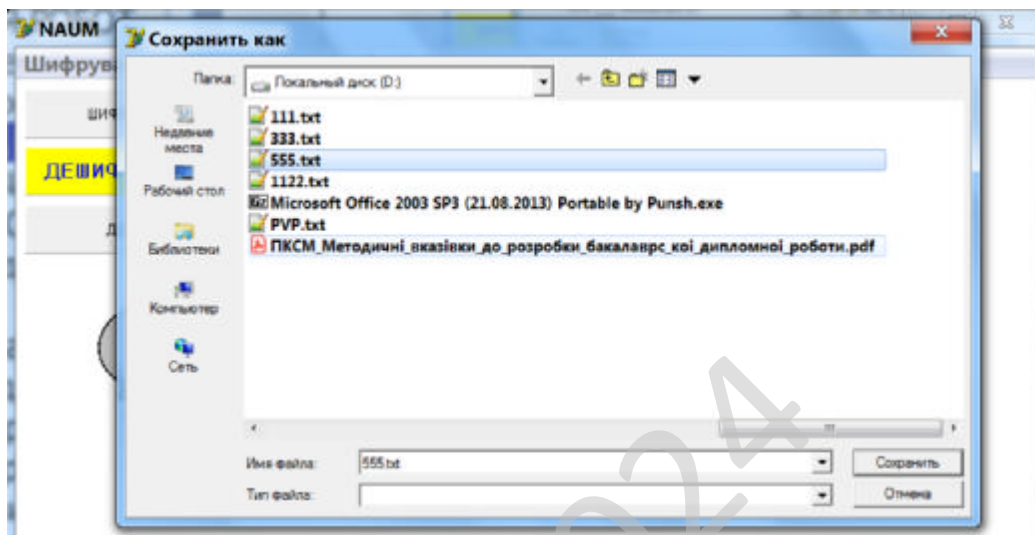 NAUM
Сохранить как
Шифрув
Папка: Локальный диск (D:)
шиф
ДЕШИФ
Д
Недавние места
Рабочий стол
Библиотеки
Компьютер
Сеть
111.txt
333.txt
555.txt
1122.txt
Microsoft Office 2003 SP3 (21.08.2013) Portable by Punsh.exe
PVP.txt
ПКСМ_Методичні_вказівки_до_розробки_бакалаврс_коі_дипломноі_роботи.pdf
Имя файла: 555.txt
Сохранить
Тип файла:
Отмена